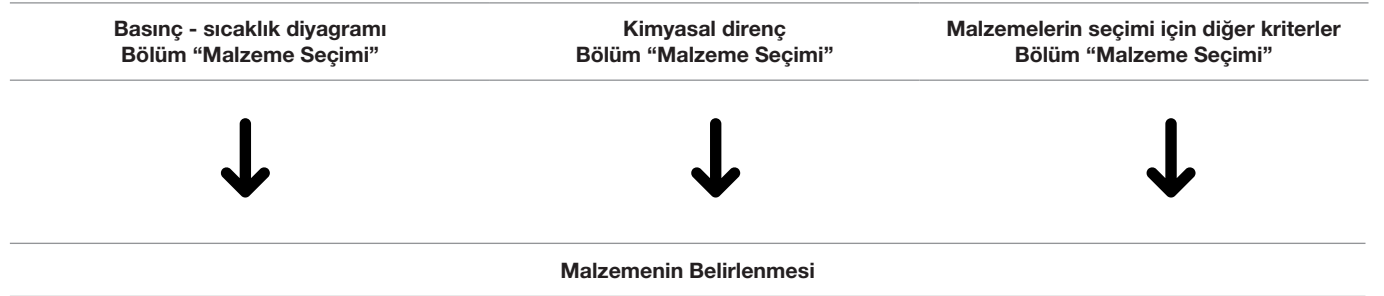 Basınç - sıcaklık diyagramı
Bölüm “Malzeme Seçimi”
Kimyasal direnç
Bölüm “Malzeme Seçimi”
Malzemelerin seçimi için diğer kriterler
Bölüm “Malzeme Seçimi”
Malzemenin Belirlenmesi